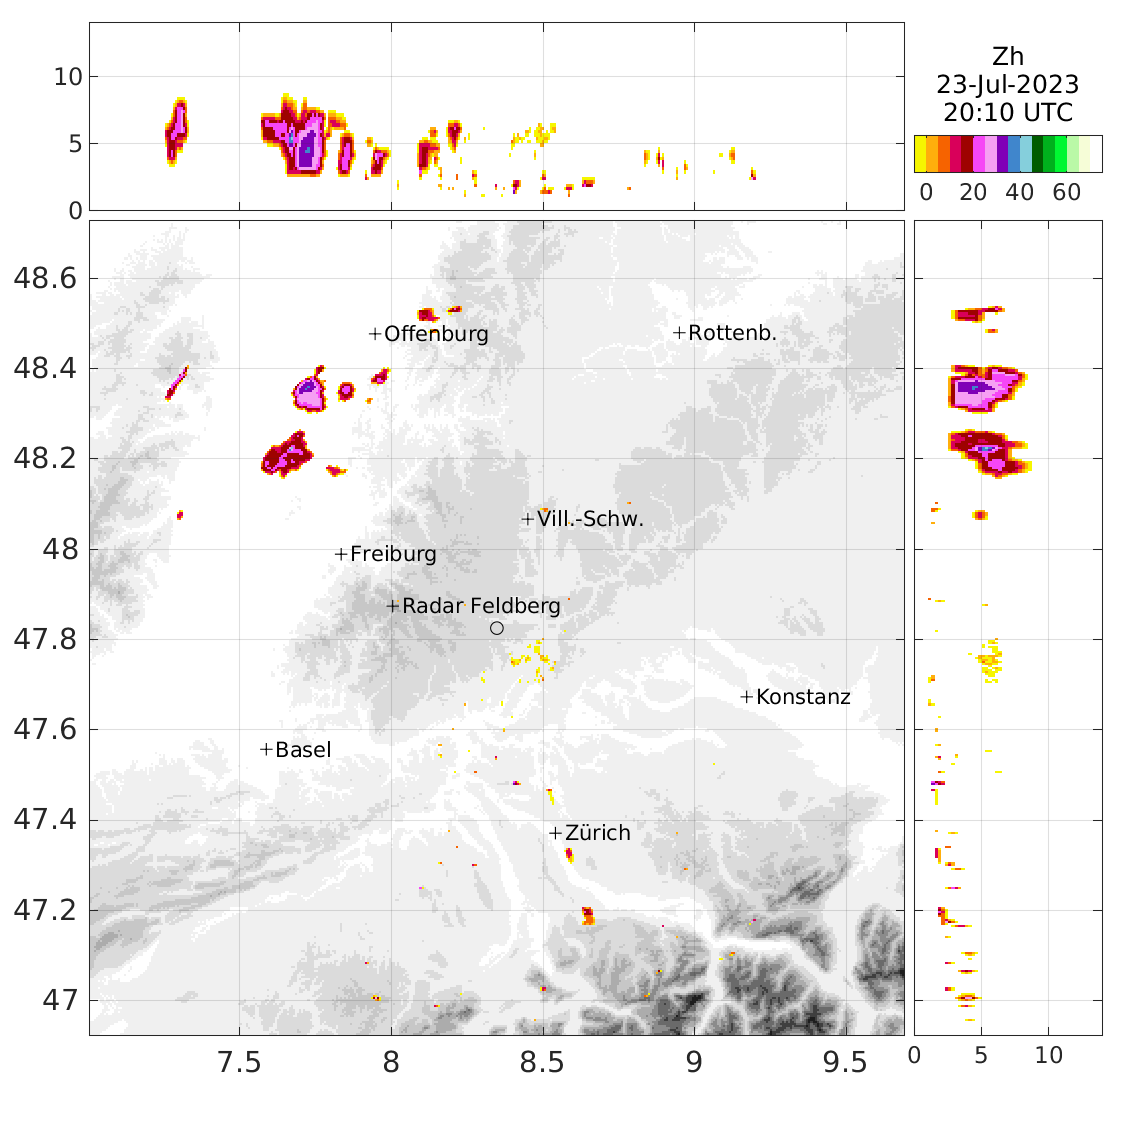 Zh
23-Jul-2023
20:10 UTC
0 20 40 60
10
5
0
48.6
48.4
48.2
48
47.8
47.6
47.4
47.2
47
Offenburg
Rottenb.
Vill.-Schw.
Freiburg
Radar Feldberg
Konstanz
Basel
Zürich
7.5 8 8.5 9 9.5
0 5 10